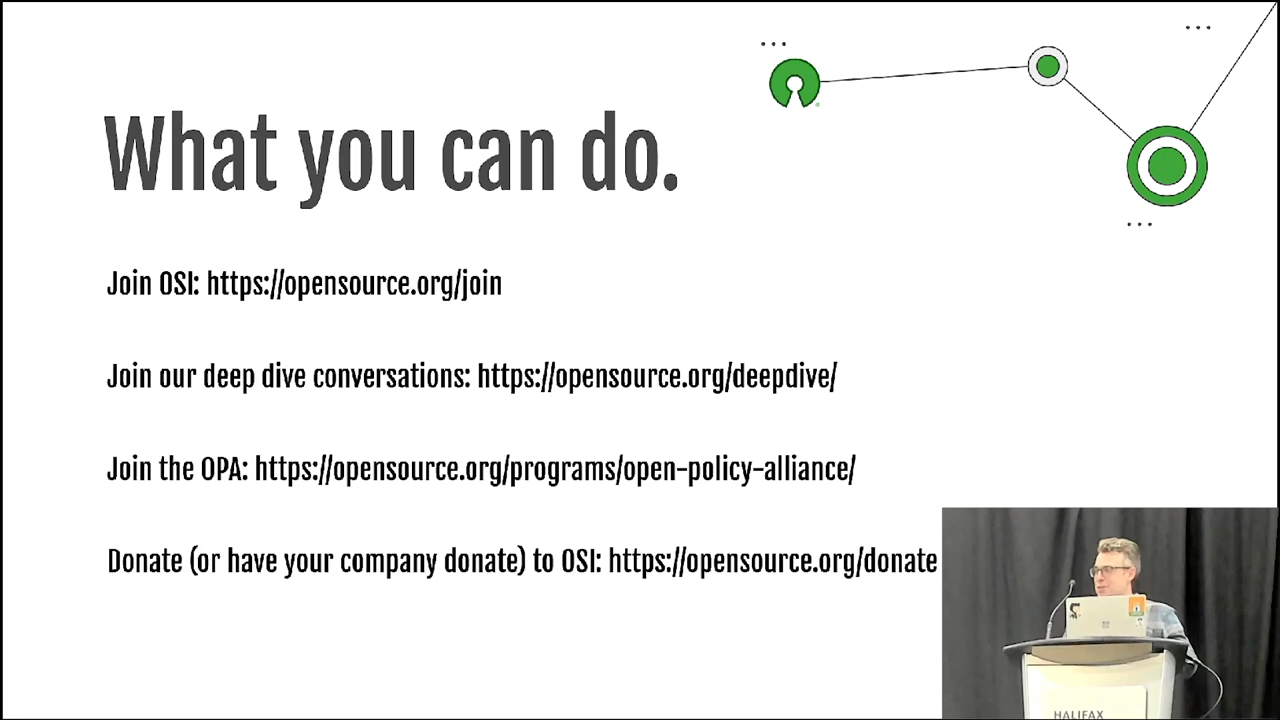 What you can do.
Join OSI: https://opensource.org/join
Join our deep dive conversations: https://opensource.org/deepdive/
Join the OPA: https://opensource.org/programs/open-policy-alliance/
Donate (or have your company donate) to OSI: https://opensource.org/donate
HALIFAX